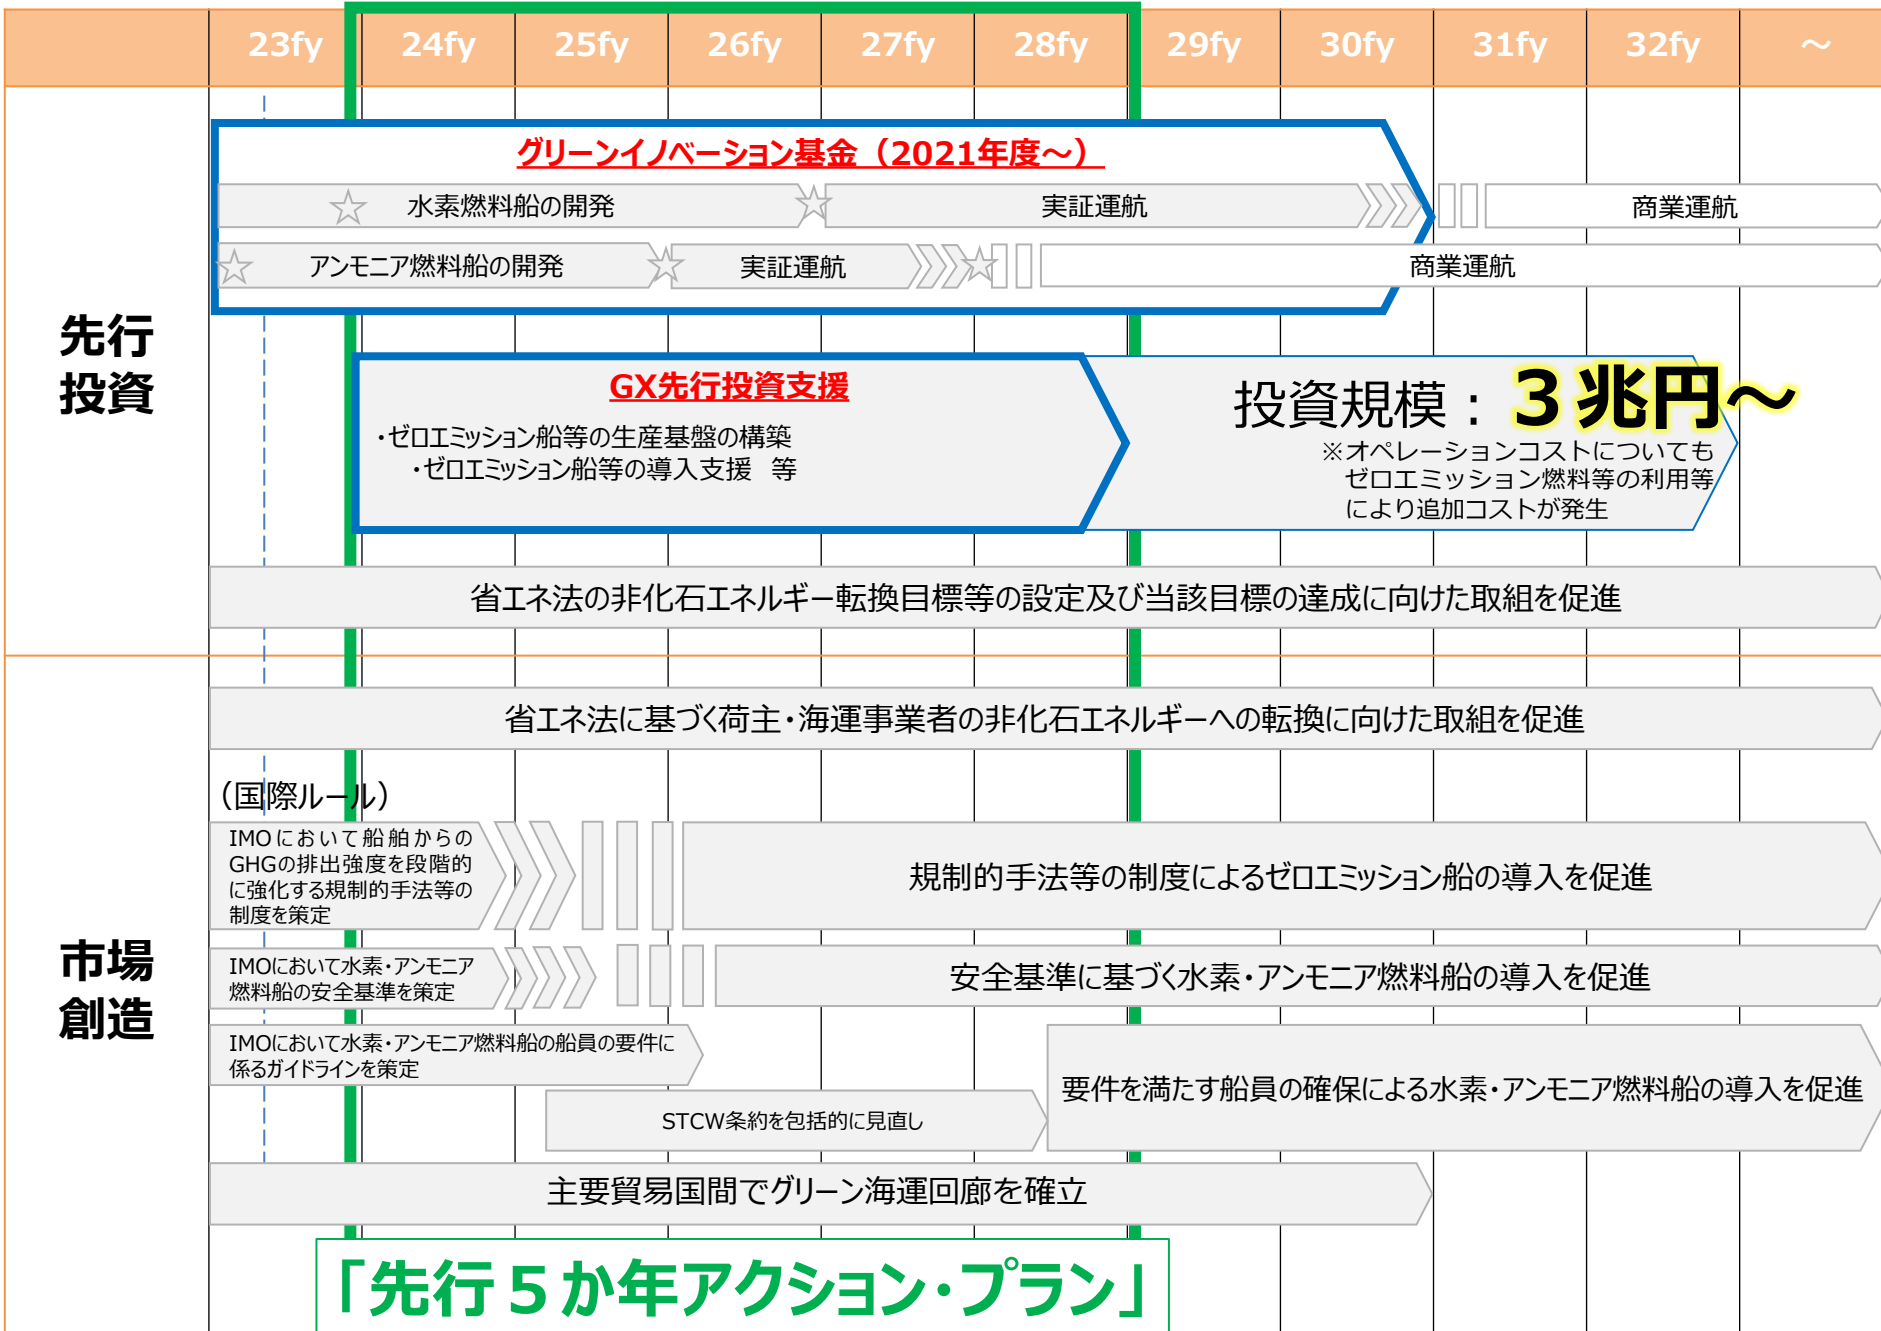 23fy 24fy 25fy 26fy 27fy 28fy 29fy 30fy 31fy 32fy ～
先行
投資
グリーンイノベーション基金（2021年度～）
水素燃料船の開発 実証運航 商業運航
アンモニア燃料船の開発 実証運航 商業運航
GX先行投資支援
・ゼロエミッション船等の生産基盤の構築
・ゼロエミッション船等の導入支援　等
投資規模：３兆円～
※オペレーションコストについても
ゼロエミッション燃料等の利用等
により追加コストが発生
省エネ法の非化石エネルギー転換目標等の設定及び当該目標の達成に向けた取組を促進
市場
創造
省エネ法に基づく荷主・海運事業者の非化石エネルギーへの転換に向けた取組を促進
（国際ルール）
IMOにおいて船舶からの
GHGの排出強度を段階的
に強化する規制的手法等の
制度を策定
規制的手法等の制度によるゼロエミッション船の導入を促進
IMOにおいて水素・アンモニア
燃料船の安全基準を策定
安全基準に基づく水素・アンモニア燃料船の導入を促進
IMOにおいて水素・アンモニア燃料船の船員の要件に
係るガイドラインを策定
STCW条約を包括的に見直し
要件を満たす船員の確保による水素・アンモニア燃料船の導入を促進
主要貿易国間でグリーン海運回廊を確立
「先行５か年アクション・プラン」